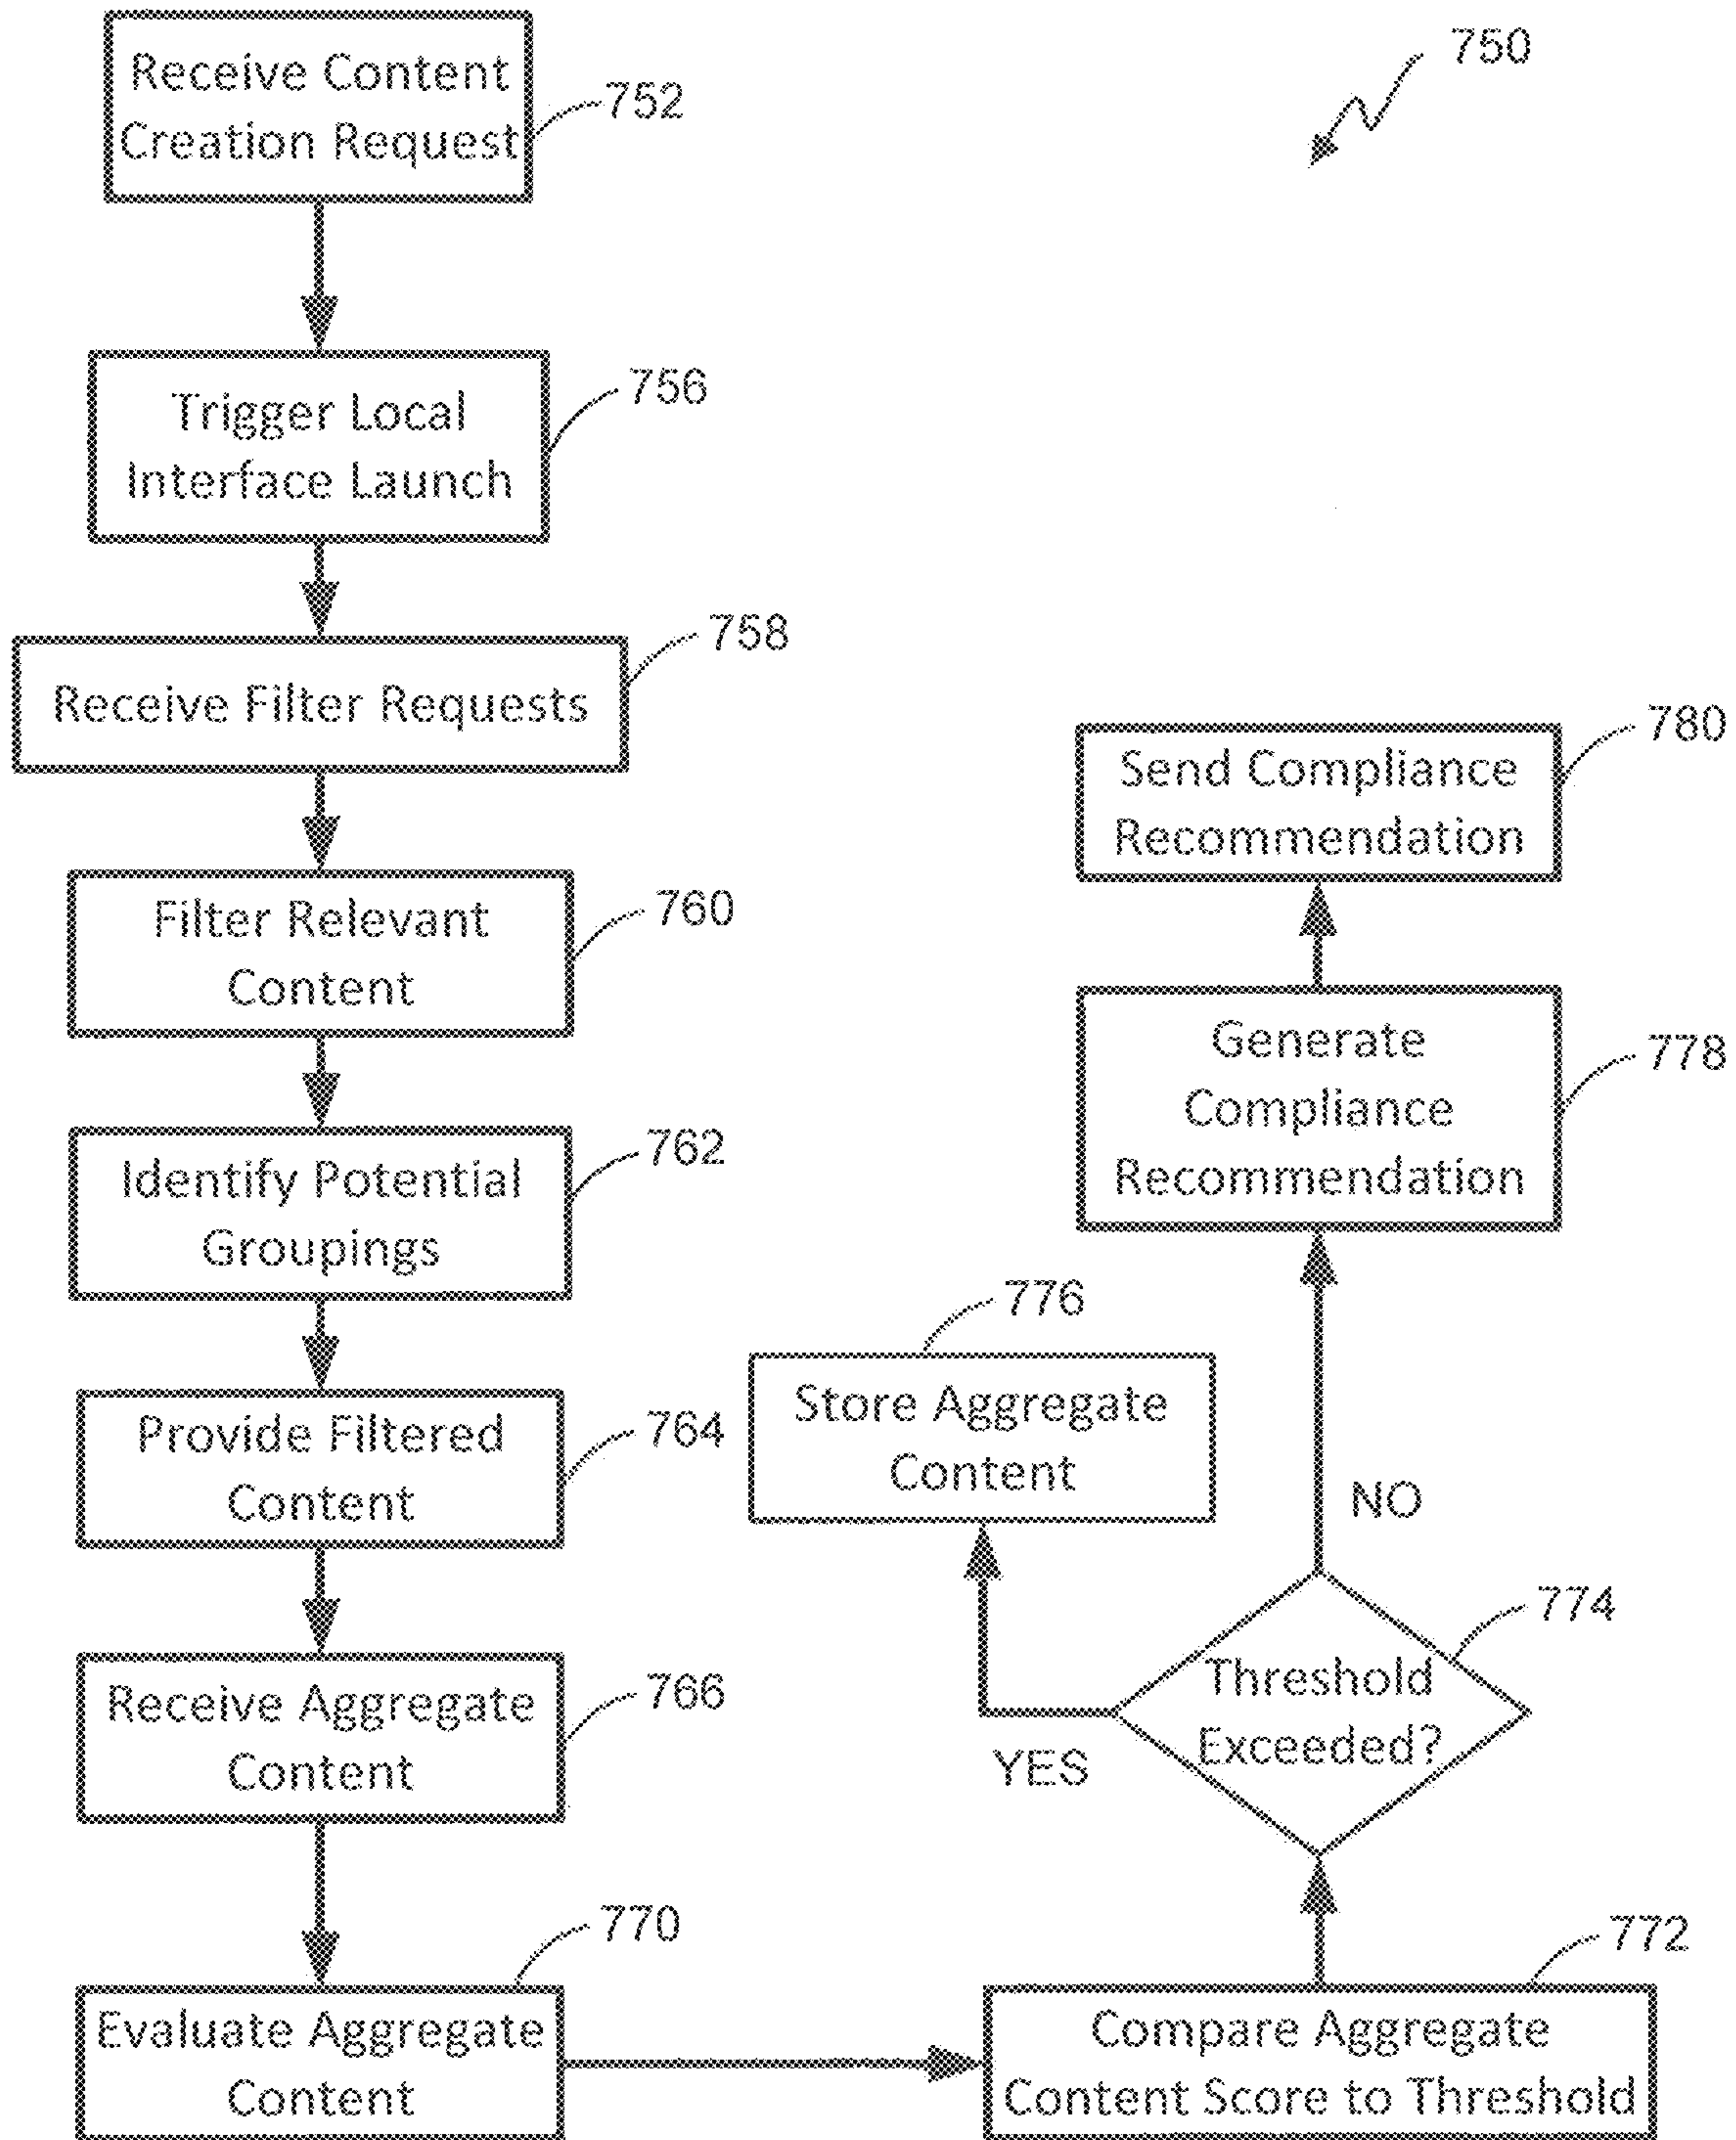 750
Receive Content
Creation Request
752
Trigger Local
Interface Launch
756
Receive Filter Requests
758
Filter Relevant
Content
760
Identify Potential
Groupings
762
Provide Filtered
Content
764
Receive Aggregate
Content
766
Evaluate Aggregate
Content
770
Compare Aggregate
Content Score to Threshold
772
Threshold
Exceeded?
774
YES
NO
Store Aggregate
Content
776
Generate
Compliance
Recommendation
778
Send Compliance
Recommendation
780